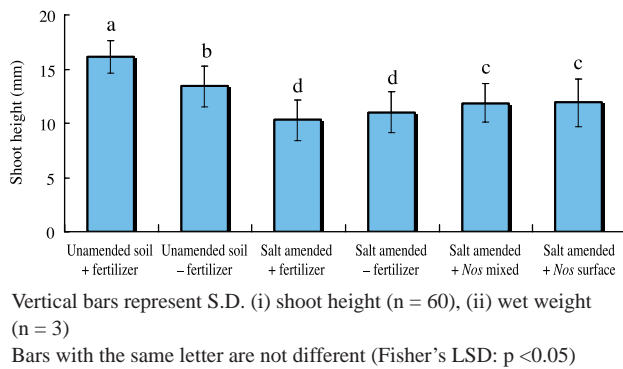 20
15
10
5
0
Shoot height (mm)
a
b
d
d
c
c
Unamended soil
+ fertilizer
Unamended soil
– fertilizer
Salt amended
+ fertilizer
Salt amended
– fertilizer
Salt amended
+ Nos mixed
Salt amended
+ Nos surface
Vertical bars represent S.D. (i) shoot height (n = 60), (ii) wet weight
(n = 3)
Bars with the same letter are not different (Fisher’s LSD: p <0.05)